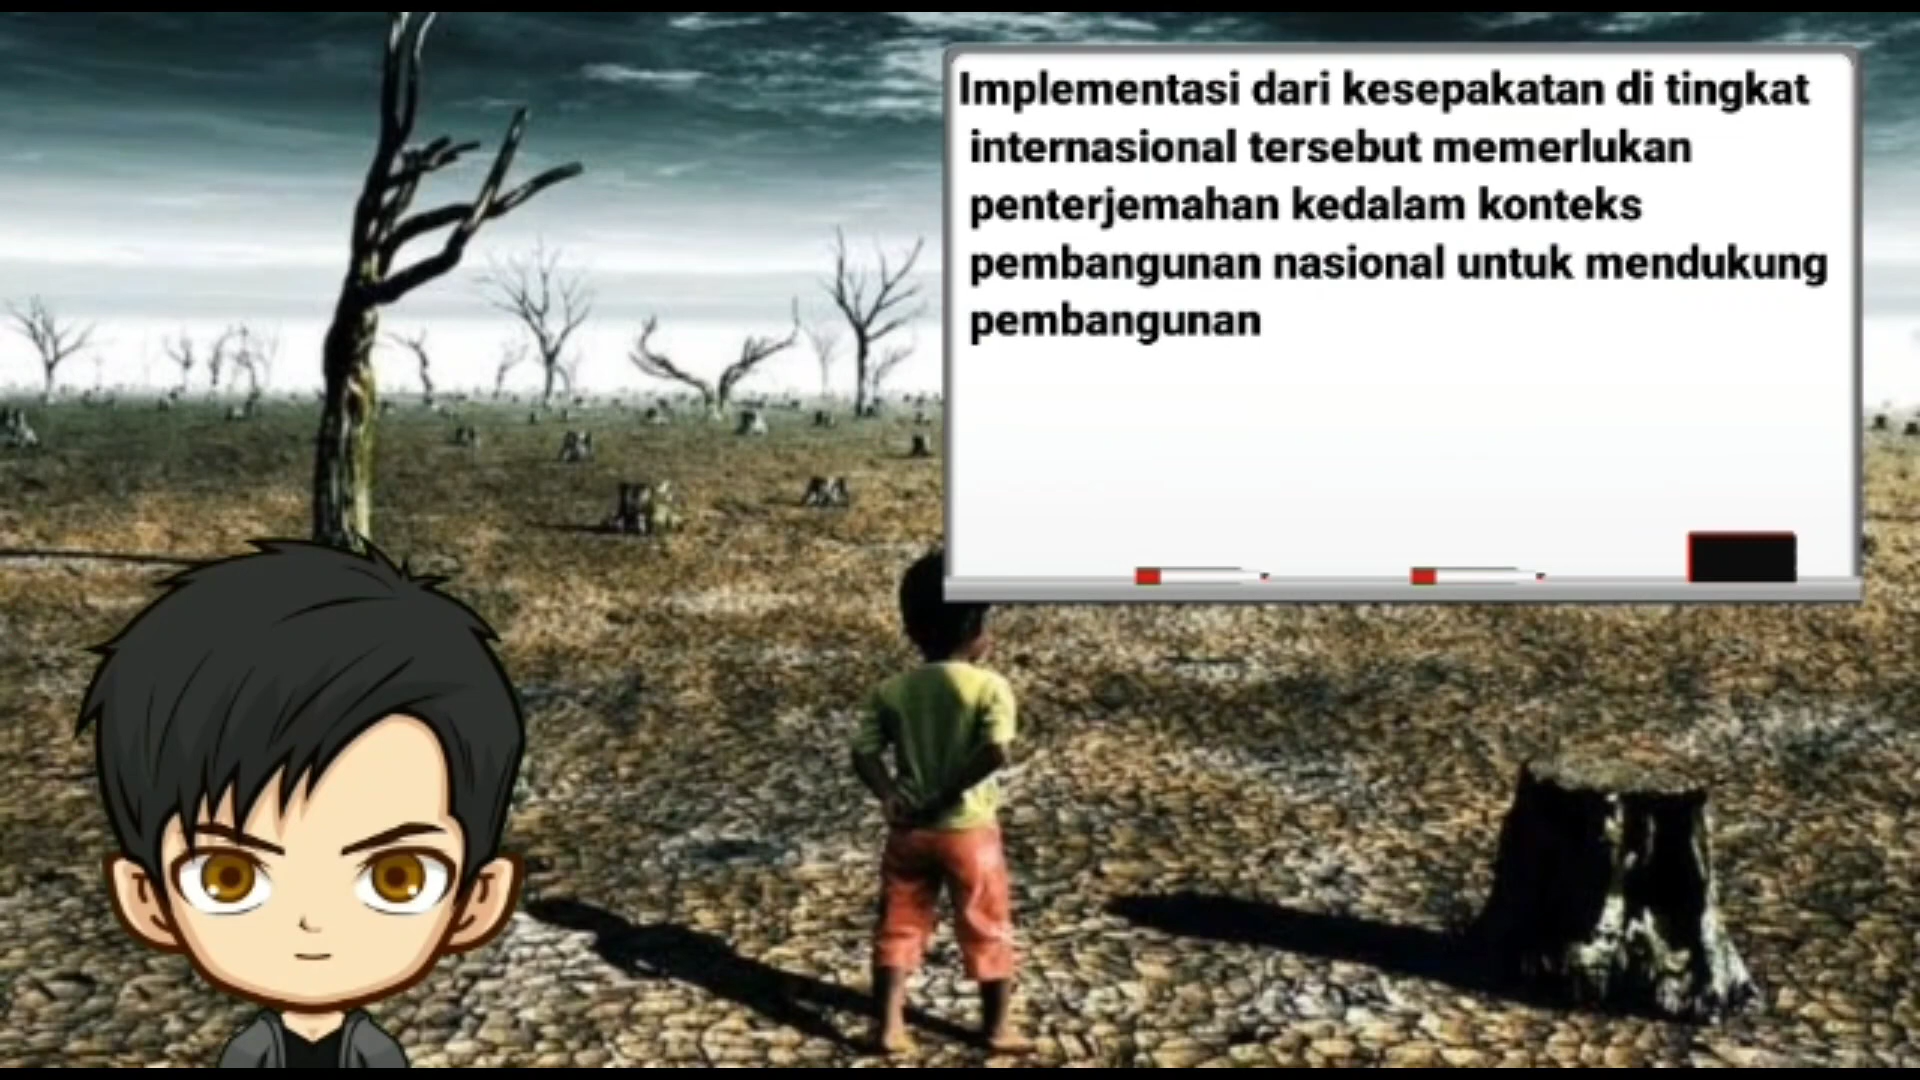 Implementasi dari kesepakatan di tingkat
internasional tersebut memerlukan
penterjemahan kedalam konteks
pembangunan nasional untuk mendukung
pembangunan